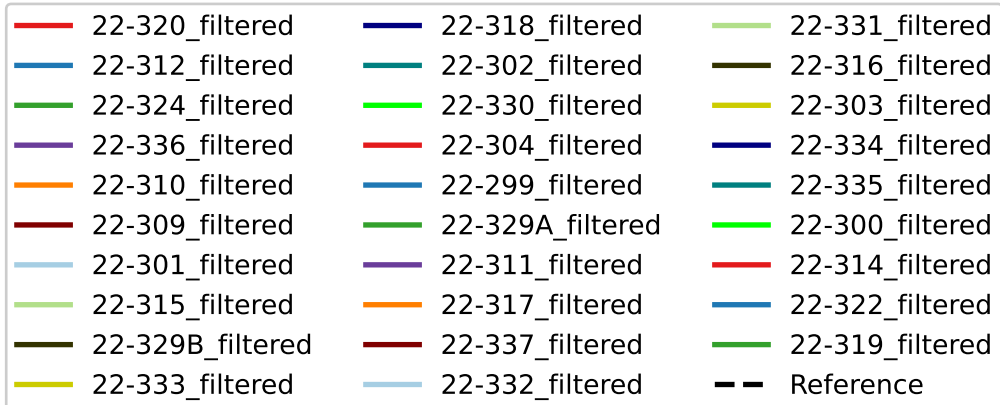 22-320_filtered
22-312_filtered
22-324_filtered
22-336_filtered
22-310_filtered
22-309_filtered
22-301_filtered
22-315_filtered
22-329B_filtered
22-333_filtered
22-318_filtered
22-302_filtered
22-330_filtered
22-304_filtered
22-299_filtered
22-329A_filtered
22-311_filtered
22-317_filtered
22-337_filtered
22-332_filtered
22-331_filtered
22-316_filtered
22-303_filtered
22-334_filtered
22-335_filtered
22-300_filtered
22-314_filtered
22-322_filtered
22-319_filtered
Reference